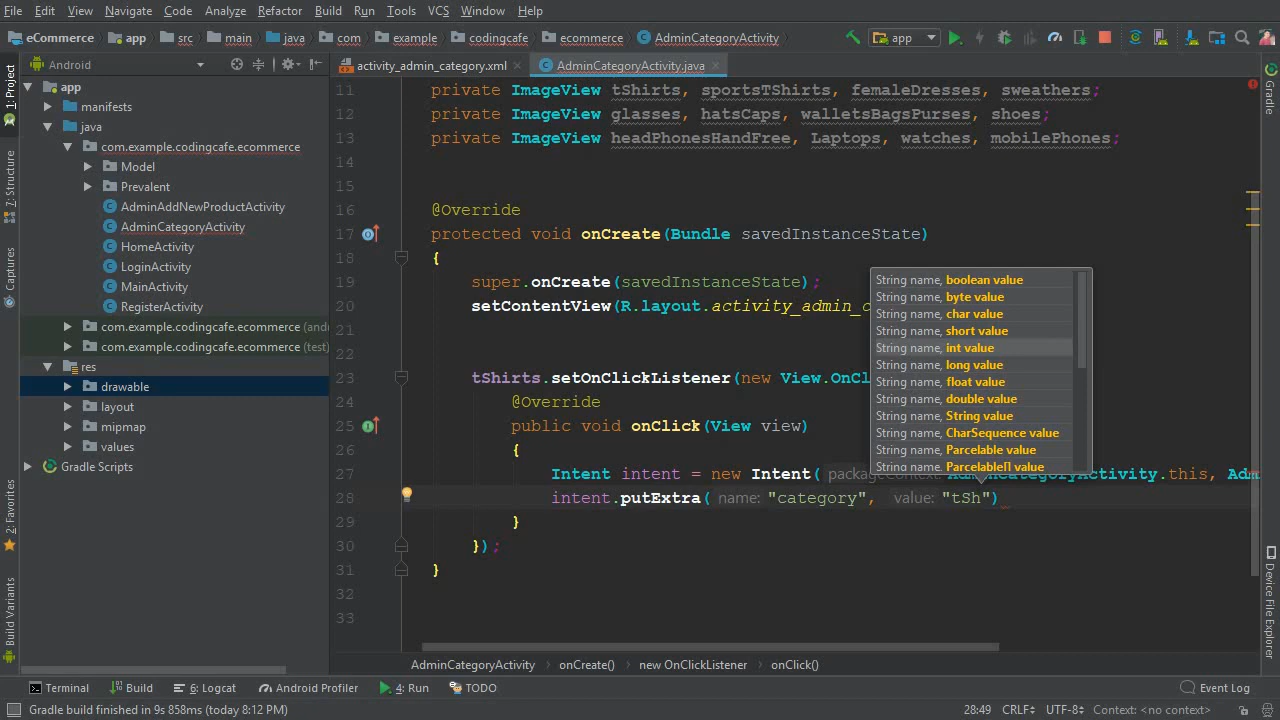 File Edit View Navigate Code Analyze Refactor Build Run Tools VCS Window Help
eCommerce app src main java com example codingcafe ecommerce AdminCategoryActivity app
Android activity_admin_category.xml AdminCategoryActivity.java
1: Project
7: Structure
Captures
2: Favorites
Build Variants
app
manifests
java
com.example.codingcafe.ecommerce
Model
Prevalent
AdminAddNewProductActivity
AdminCategoryActivity
HomeActivity
LoginActivity
MainActivity
RegisterActivity
com.example.codingcafe.ecommerce (and
com.example.codingcafe.ecommerce (test)
res
drawable
layout
mipmap
values
Gradle Scripts
11 private ImageView tShirts, sportsTShirts, femaleDresses, sweathers;
12 private ImageView glasses, hatsCaps, walletsBagsPurses, shoes;
13 private ImageView headPhonesHandFree, Laptops, watches, mobilePhones;
14
15
16 @Override
17 protected void onCreate(Bundle savedInstanceState)
18 {
19 super.onCreate(savedInstanceState);
20 setContentView(R.layout.activity_admin_c
21
22
23 tShirts.setOnClickListener(new View.OnCl
24 @Override
25 public void onClick(View view)
26 {
27 Intent intent = new Intent( packageContext: AdminCategoryActivity.this, Adm
28 intent.putExtra( name: "category", value: "tSh")
29 }
30 });
31 }
32
33
String name, boolean value
String name, byte value
String name, char value
String name, short value
String name, int value
String name, long value
String name, float value
String name, double value
String name, String value
String name, CharSequence value
String name, Parcelable value
String name, Parcelable[] value
Gradle
Device File Explorer
AdminCategoryActivity onCreate() new OnClickListener onClick()
Terminal Build 6: Logcat Android Profiler 4: Run TODO Event Log
Gradle build finished in 9s 858ms (today 8:12 PM) 28:49 CRLF UTF-8 Context: <no context>